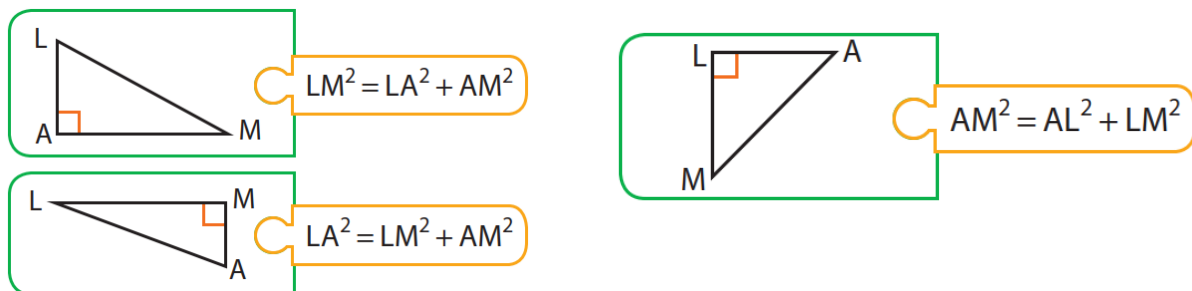 L
A
M
LM² = LA² + AM²
L
M
A
LA² = LM² + AM²
L
A
M
AM² = AL² + LM²